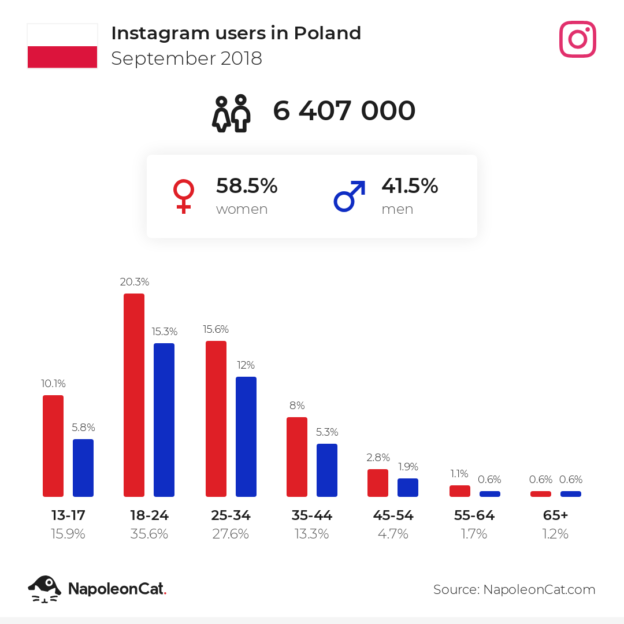 Instagram users in Poland
September 2018
6 407 000
58.5%
women
41.5%
men
20.3%
15.3%
15.6%
12%
10.1%
5.8%
8%
5.3%
2.8%
1.9%
1.1%
0.6%
0.6%
0.6%
13-17 18-24 25-34 35-44 45-54 55-64 65+
15.9% 35.6% 27.6% 13.3% 4.7% 1.7% 1.2%
NapoleonCat.
Source: NapoleonCat.com